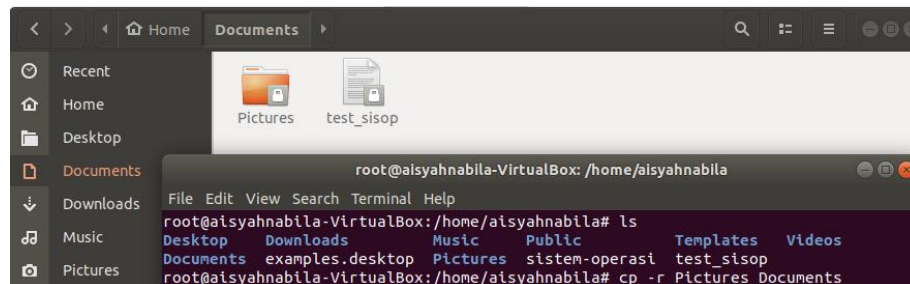 Home Documents
Recent
Home
Desktop
Documents
Downloads
Music
Pictures
Pictures test_sisop
root@aisyahnabila-VirtualBox: /home/aisyahnabila
File Edit View Search Terminal Help
root@aisyahnabila-VirtualBox:/home/aisyahnabila# ls
Desktop Downloads Music Public Templates Videos
Documents examples.desktop Pictures sistem-operasi test_sisop
root@aisyahnabila-VirtualBox:/home/aisyahnabila# cp -r Pictures Documents